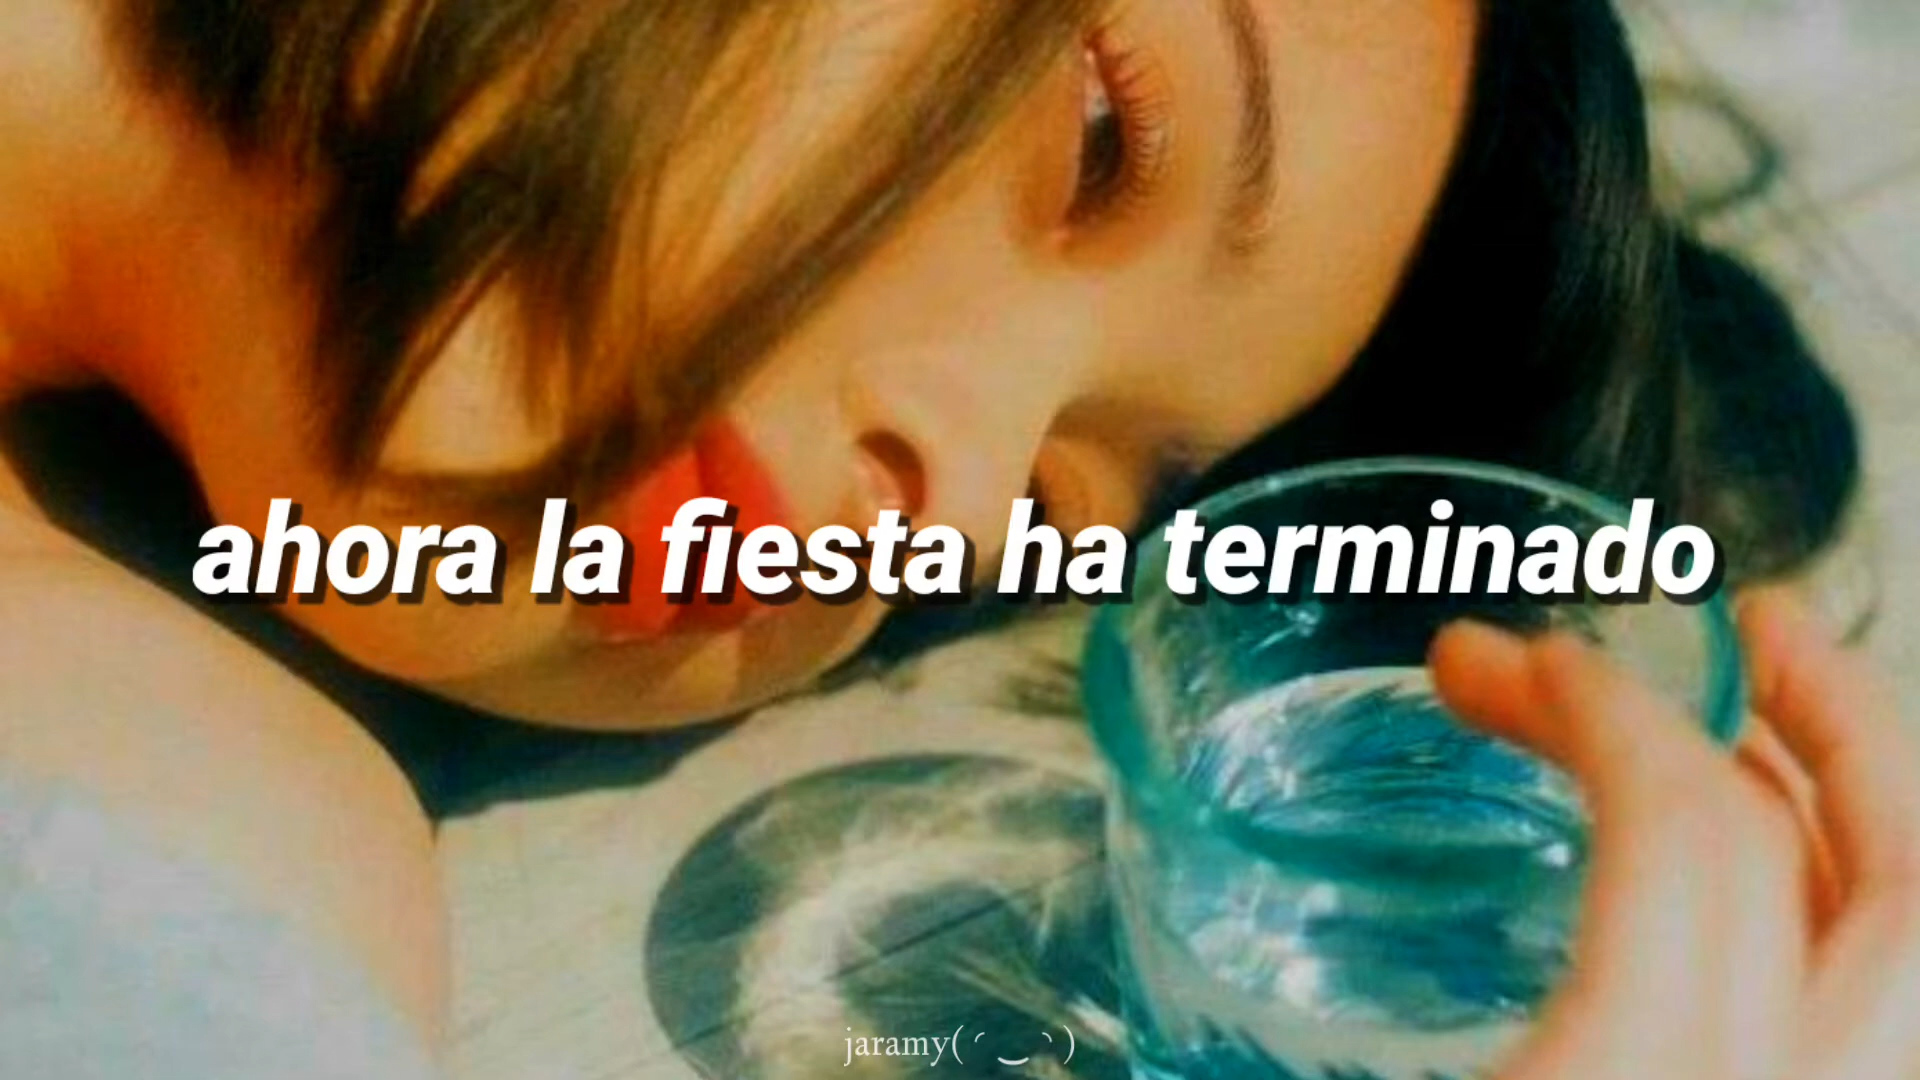 ahora la fiesta ha terminado
jaramy( ◜ ‿ ◝ )